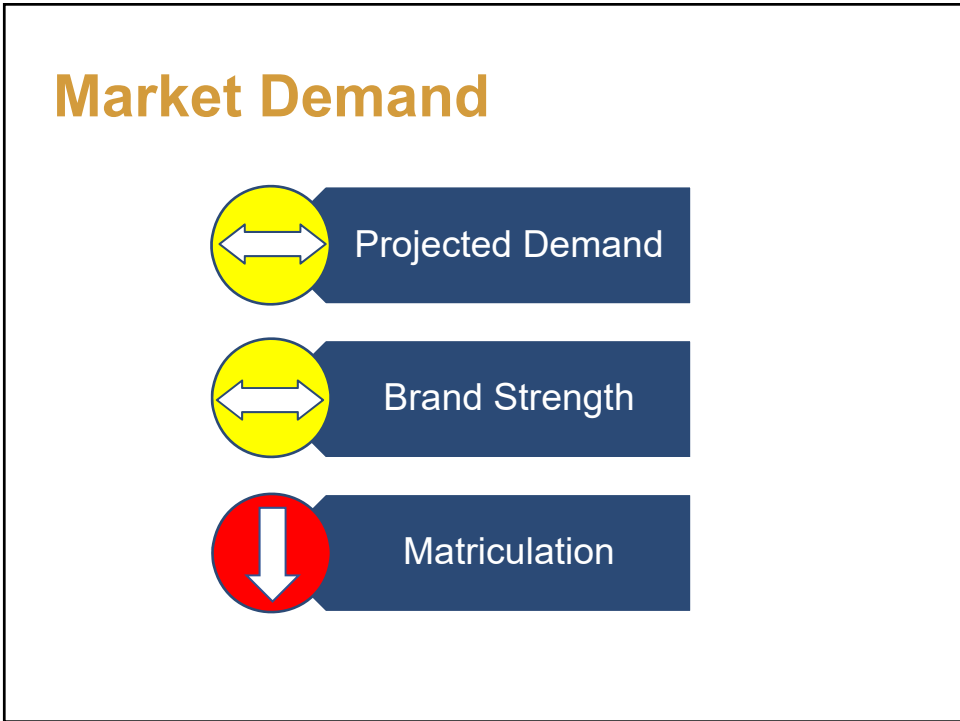 Market Demand
Projected Demand
Brand Strength
Matriculation